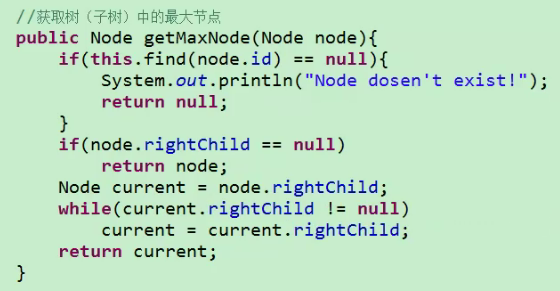 //获取树（子树）中的最大节点
public Node getMaxNode(Node node){
    if(this.find(node.id) == null){
        System.out.println("Node dosen't exist!");
        return null;
    }
    if(node.rightChild == null)
        return node;
    Node current = node.rightChild;
    while(current.rightChild != null)
        current = current.rightChild;
    return current;
}